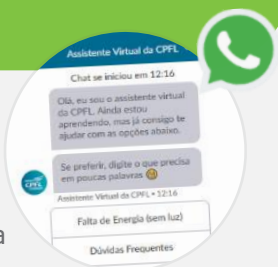 Assistente Virtual da CPFL
Chat se iniciou em 12:16
Olá, eu sou o assistente virtual
da CPFL. Ainda estou
aprendendo, mas já consigo te
ajudar com as opções abaixo.
Se preferir, digite o que precisa
em poucas palavras
CPFL
Assistente Virtual da CPFL • 12:16
a
Falta de Energia (sem luz)
Dúvidas Frequentes